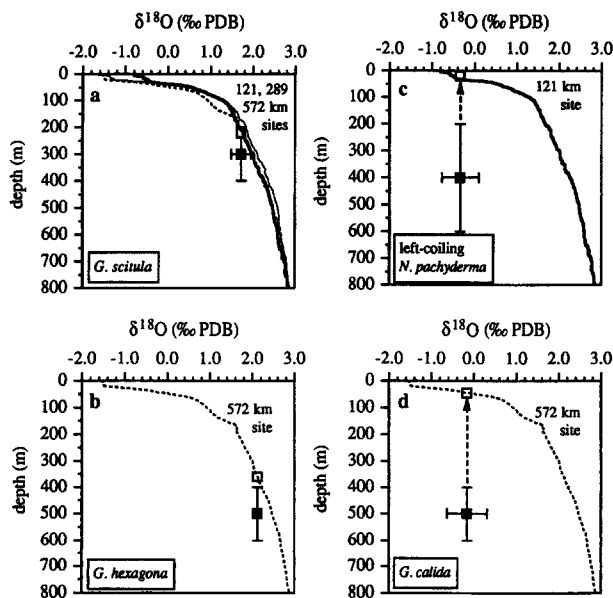 δ18O (‰ PDB)
-2.0 -1.0 0.0 1.0 2.0 3.0
0
100
200
300
400
500
600
700
800
depth (m)
a
121, 289
572 km
sites
G. scitula
δ18O (‰ PDB)
-2.0 -1.0 0.0 1.0 2.0 3.0
0
100
200
300
400
500
600
700
800
depth (m)
c
121 km
site
left-coiling
N. pachyderma
δ18O (‰ PDB)
-2.0 -1.0 0.0 1.0 2.0 3.0
0
100
200
300
400
500
600
700
800
depth (m)
b
572 km
site
G. hexagona
δ18O (‰ PDB)
-2.0 -1.0 0.0 1.0 2.0 3.0
0
100
200
300
400
500
600
700
800
depth (m)
d
572 km
site
G. calida